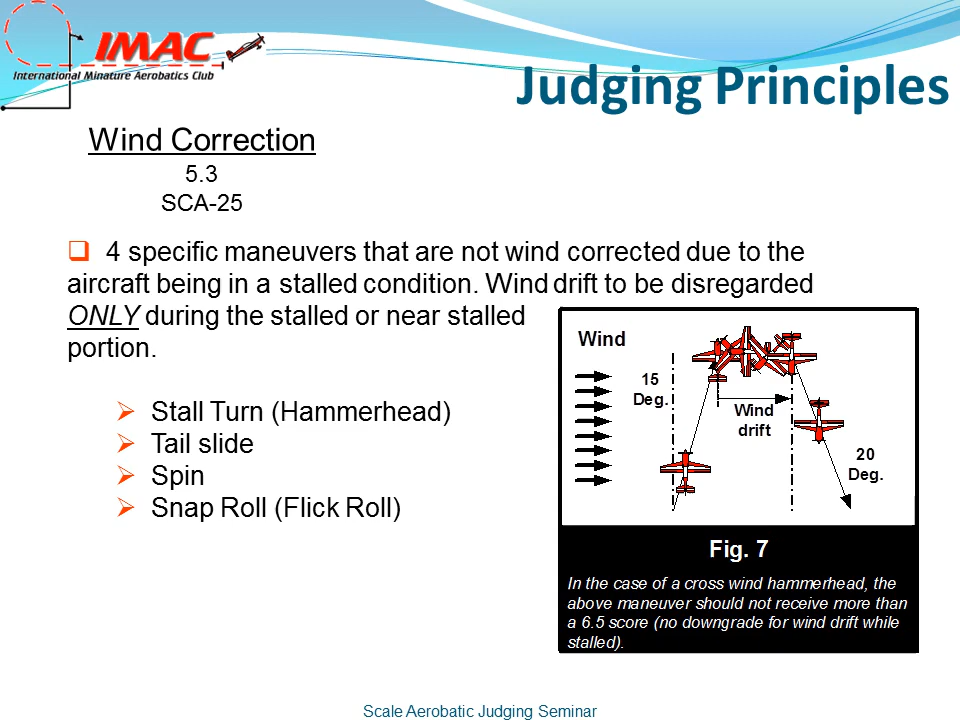 IMAC
International Minature Aerobatics Club
Judging Principles
Wind Correction
5.3
SCA-25
4 specific maneuvers that are not wind corrected due to the
aircraft being in a stalled condition. Wind drift to be disregarded
ONLY during the stalled or near stalled
portion.
Stall Turn (Hammerhead)
Tail slide
Spin
Snap Roll (Flick Roll)
Wind
15
Deg.
Wind
drift
20
Deg.
Fig. 7
In the case of a cross wind hammerhead, the
above maneuver should not receive more than
a 6.5 score (no downgrade for wind drift while
stalled).
Scale Aerobatic Judging Seminar